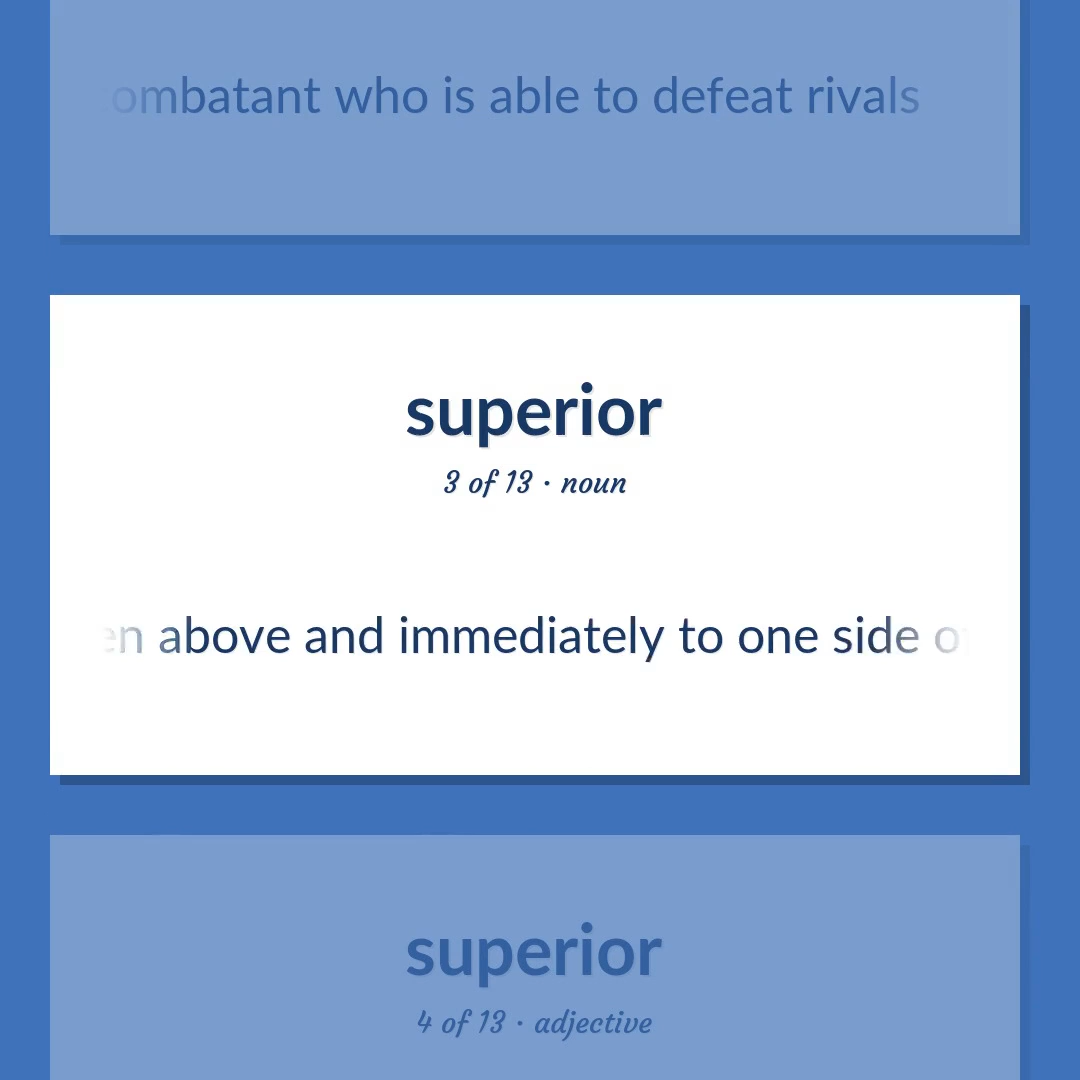 ombatant who is able to defeat rivals
superior
3 of 13 · noun
en above and immediately to one side o
superior
4 of 13 · adjective